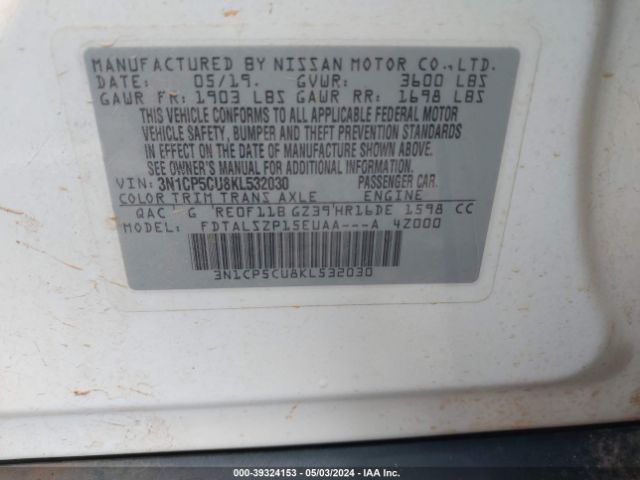 MANUFACTURED BY NISSAN MOTOR CO.,LTD.
DATE: 05/19. GVWR: 3600 LBS
GAWR FR: 1903 LBS GAWR RR: 1698 LBS
THIS VEHICLE CONFORMS TO ALL APPLICABLE FEDERAL MOTOR
VEHICLE SAFETY, BUMPER AND THEFT PREVENTION STANDARDS
IN EFFECT ON THE DATE OF MANUFACTURE SHOWN ABOVE.
SEE OWNER'S MANUAL FOR ADDITIONAL INFORMATION.
VIN: 3N1CP5CU8KL532030 PASSENGER CAR.
COLOR TRIM TRANS AXLE ENGINE
QAC G RE0F11B GZ39 HR16DE 1598 CC
MODEL: FDTALSZP15EUAA---A 4Z000
3N1CP5CU8KL532030
000-39324153 - 05/03/2024 - IAA Inc.